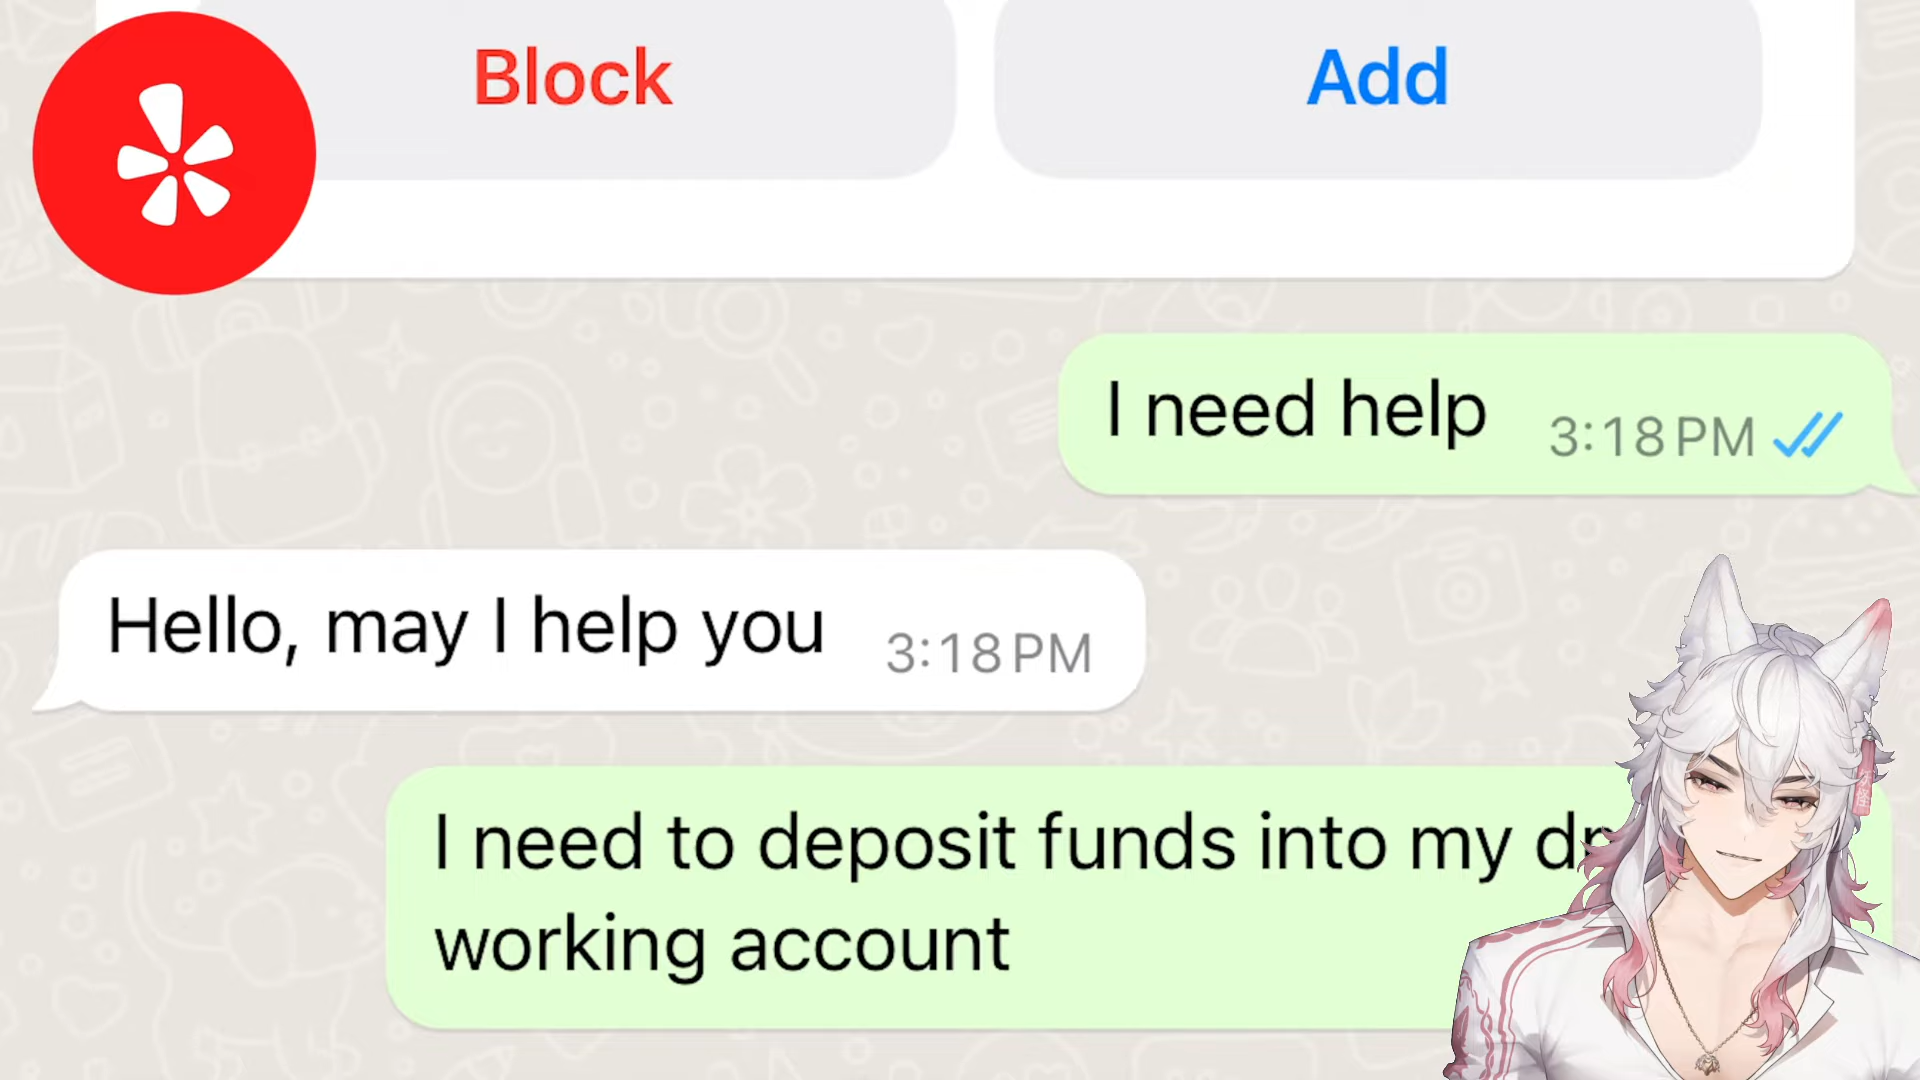 Block
Add
I need help
3:18 PM
Hello, may I help you
3:18 PM
I need to deposit funds into my
working account